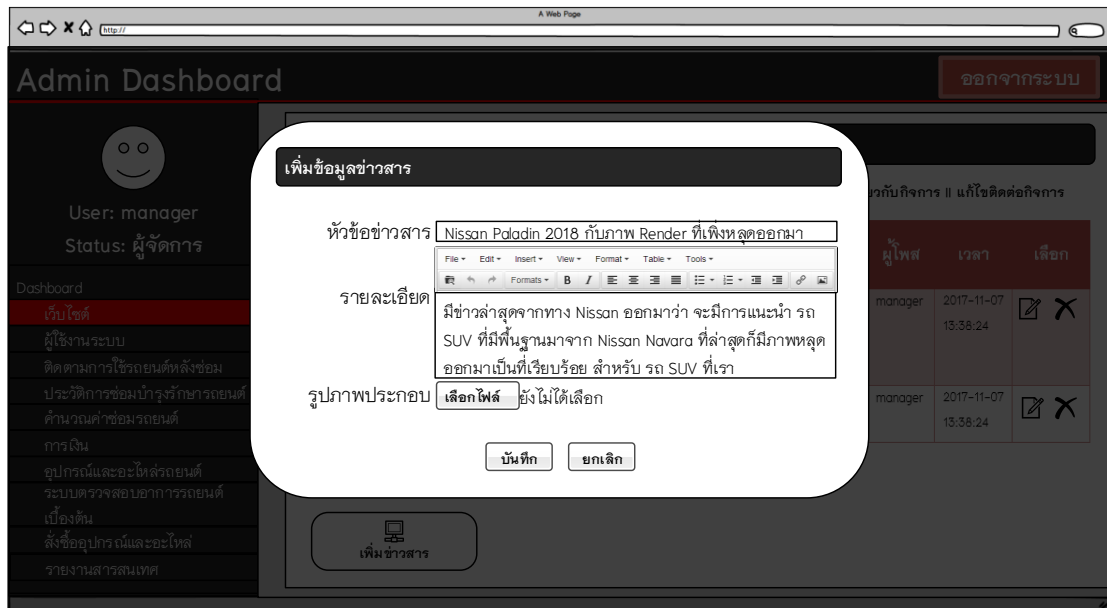 A Web Page
http://
Admin Dashboard
ออกจากระบบ
User: manager
Status: ผู้จัดการ
Dashboard
เว็บไซต์
ผู้ใช้งานระบบ
ติดตามการใช้รถยนต์หลังซ่อม
ประวัติการซ่อมบำรุงรักษารถยนต์
คำนวณค่าซ่อมรถยนต์
การเงิน
อุปกรณ์และอะไหล่รถยนต์
ระบบตรวจสอบอาการรถยนต์
เบื้องต้น
สั่งซื้ออุปกรณ์และอะไหล่
รายงานสารสนเทศ
เพิ่มข้อมูลข่าวสาร
หัวข้อข่าวสาร Nissan Paladin 2018 กับภาพ Render ที่เพิ่งหลุดออกมา
File Edit Insert View Format Table Tools
Formats B I
รายละเอียด
มีข่าวล่าสุดจากทาง Nissan ออกมาว่า จะมีการแนะนำ รถ
SUV ที่มีพื้นฐานมาจาก Nissan Navara ที่ล่าสุดก็มีภาพหลุด
ออกมาเป็นที่เรียบร้อย สำหรับ รถ SUV ที่เรา
รูปภาพประกอบ เลือกไฟล์ ยังไม่ได้เลือก
บันทึก ยกเลิก
วกับกิจการ || แก้ไขติดต่อกิจการ
ผู้โพส เวลา เลือก
manager 2017-11-07
13:38:24
manager 2017-11-07
13:38:24
เพิ่มข่าวสาร